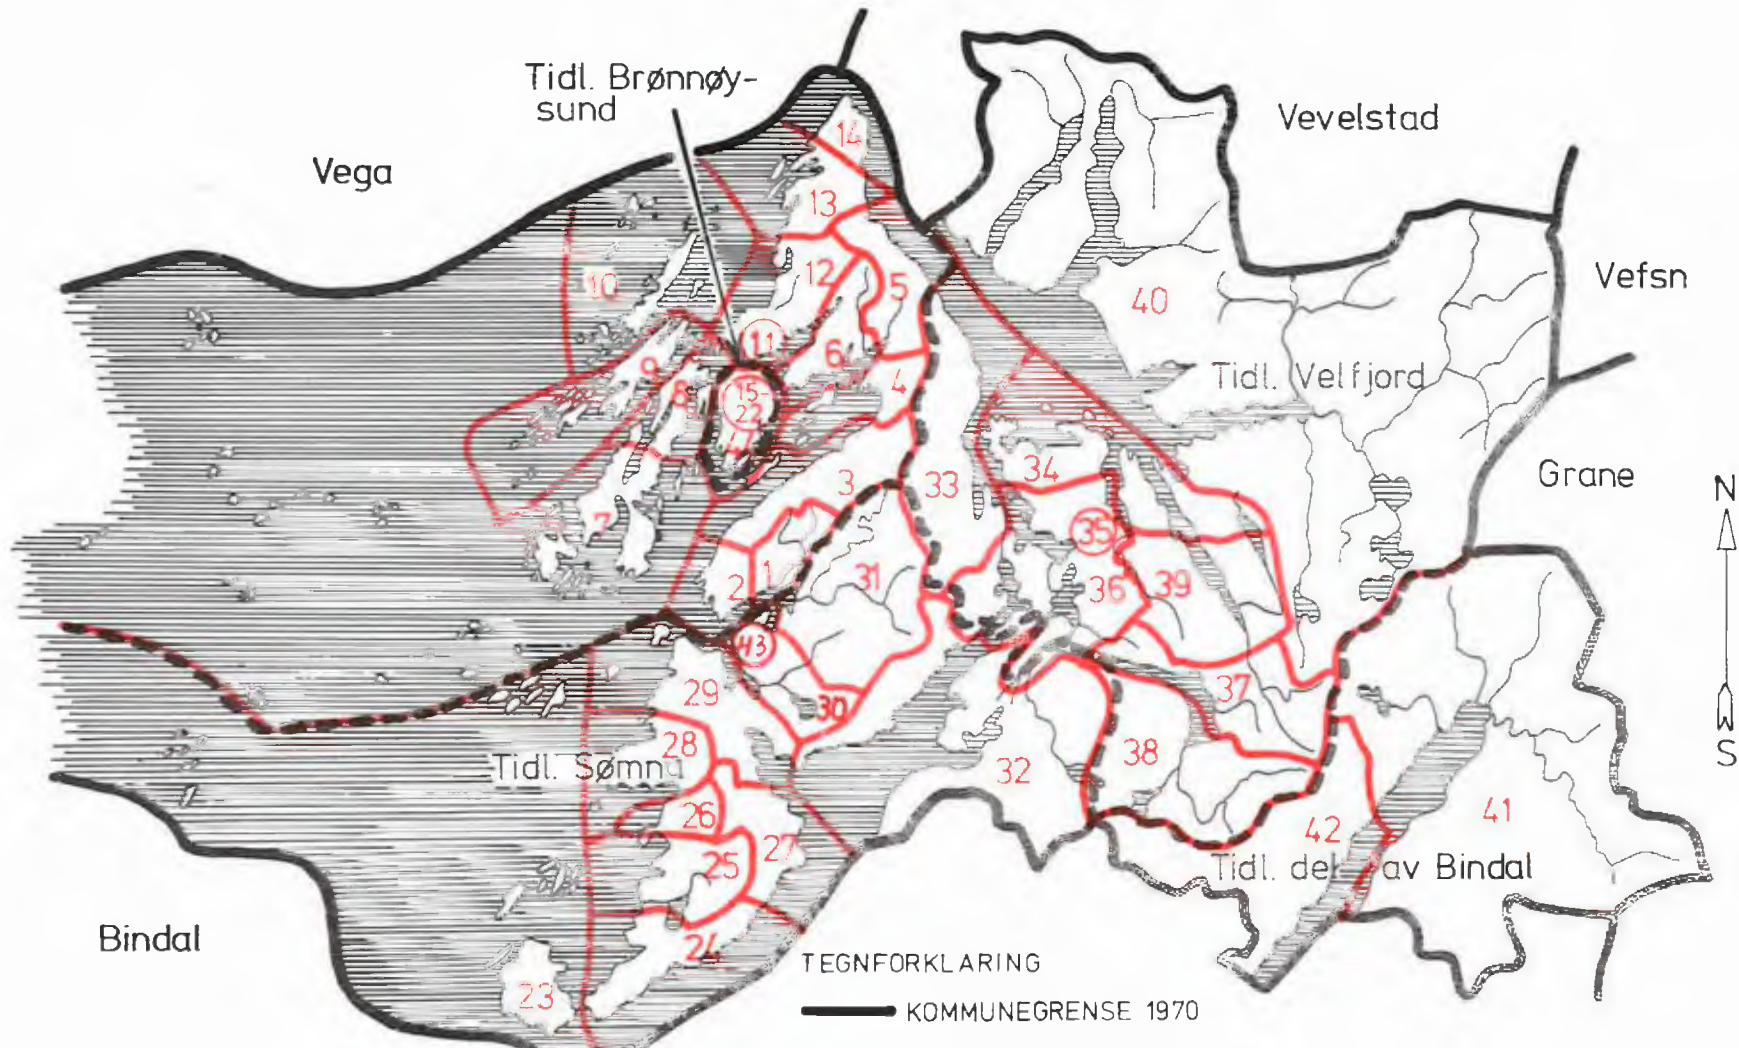 Tidl. Brønnøy-
sund
Vevelstad
Vega
14
13
12
5
10
40
Vefsn
11
6
9
8
4
15-
22
Tidl. Velfjord
3
33
34
Grane
N
7
35
2
1
31
36
39
43
29
30
37
S
28
Tidl. Sømna
32
38
26
27
42
41
25
Tidl. del av Bindal
Bindal
24
23
TEGNFORKLARING
KOMMUNEGRENSE 1970